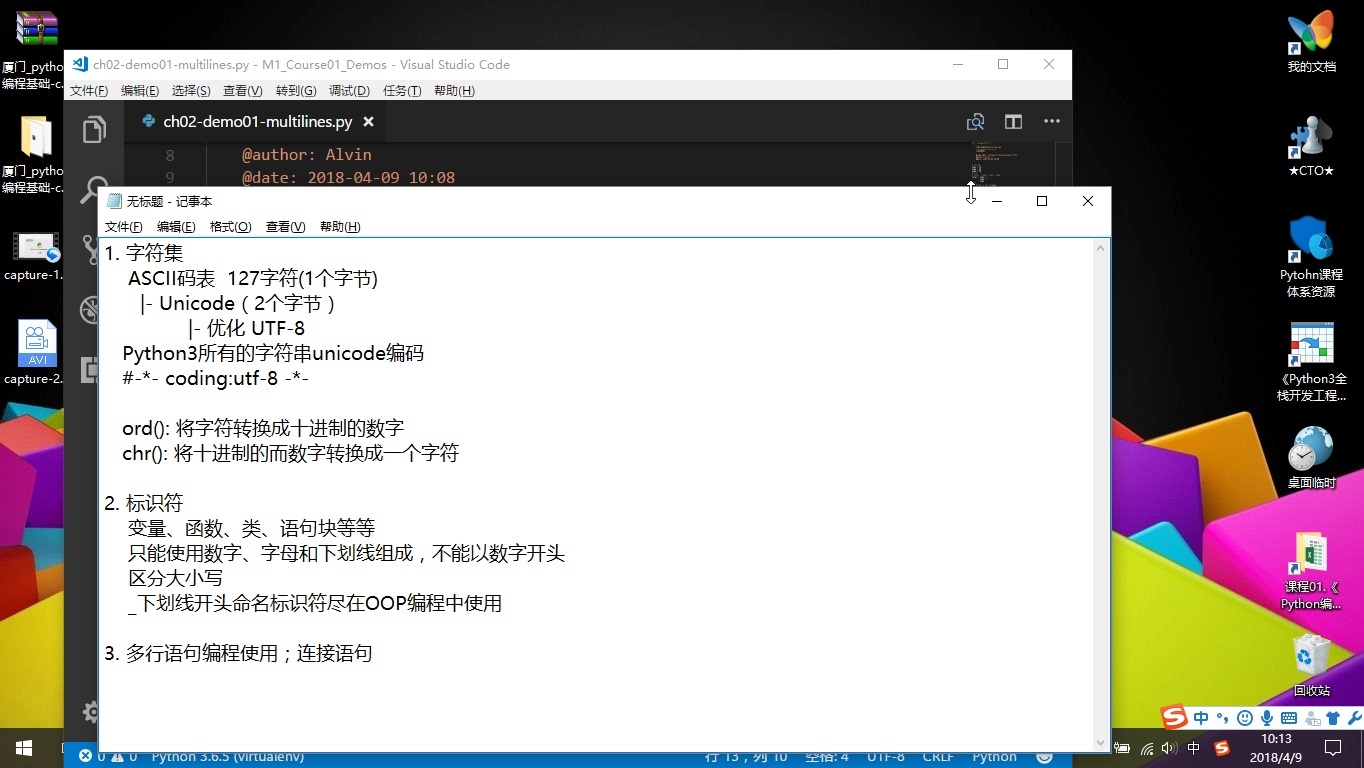 厦门_pytho
编程基础-c.
厦门_pytho
编程基础-c.
capture-1.
AVI
capture-2.
ch02-demo01-multilines.py - M1_Course01_Demos - Visual Studio Code
文件(F) 编辑(E) 选择(S) 查看(V) 转到(G) 调试(D) 任务(T) 帮助(H)
ch02-demo01-multilines.py
8 @author: Alvin
9 @date: 2018-04-09 10:08
无标题 - 记事本
文件(F) 编辑(E) 格式(O) 查看(V) 帮助(H)
1. 字符集
ASCII码表 127字符(1个字节)
|- Unicode（2个字节）
|- 优化 UTF-8
Python3所有的字符串unicode编码
#-*- coding:utf-8 -*-
ord(): 将字符转换成十进制的数字
chr(): 将十进制的而数字转换成一个字符
2. 标识符
变量、函数、类、语句块等等
只能使用数字、字母和下划线组成，不能以数字开头
区分大小写
_下划线开头命名标识符尽在OOP编程中使用
3. 多行语句编程使用；连接语句
0 0 Python 3.6.5 (virtualenv) 行 13，列 10 空格: 4 UTF-8 CRLF Python
我的文档
★CTO★
Pytohn课程
体系资源
《Python3全
栈开发工程...
桌面临时
课程01.《
Python编...
回收站
中
中
10:13
2018/4/9